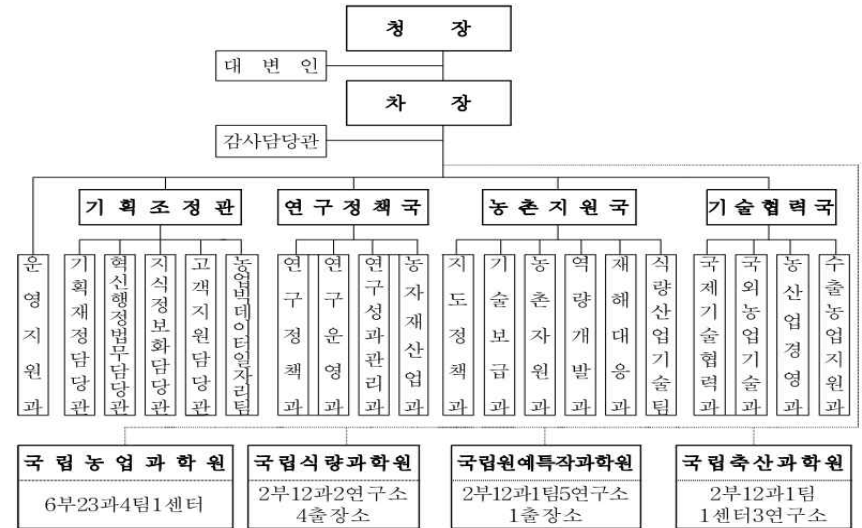 청 장
대 변 인
차 장
감사담당관
기 획 조 정 관
연 구 정 책 국
농 촌 지 원 국
기 술 협 력 국
운영지원과
기획재정담당관
혁신행정법무담당관
지식정보화담당관
고객지원담당관
농업빅데이터일자리팀
연구정책과
연구운영과
연구성과관리과
농자재산업과
지도정책과
기술보급과
농촌자원과
역량개발과
재해대응과
식량산업기술팀
국제기술협력과
국외농업기술과
농산업경영과
수출농업지원과
국 립 농 업 과 학 원
6부23과4팀1센터
국립식량과학원
2부12과2연구소
4출장소
국립원예특작과학원
2부12과1팀5연구소
1출장소
국립축산과학원
2부12과1팀
1센터3연구소